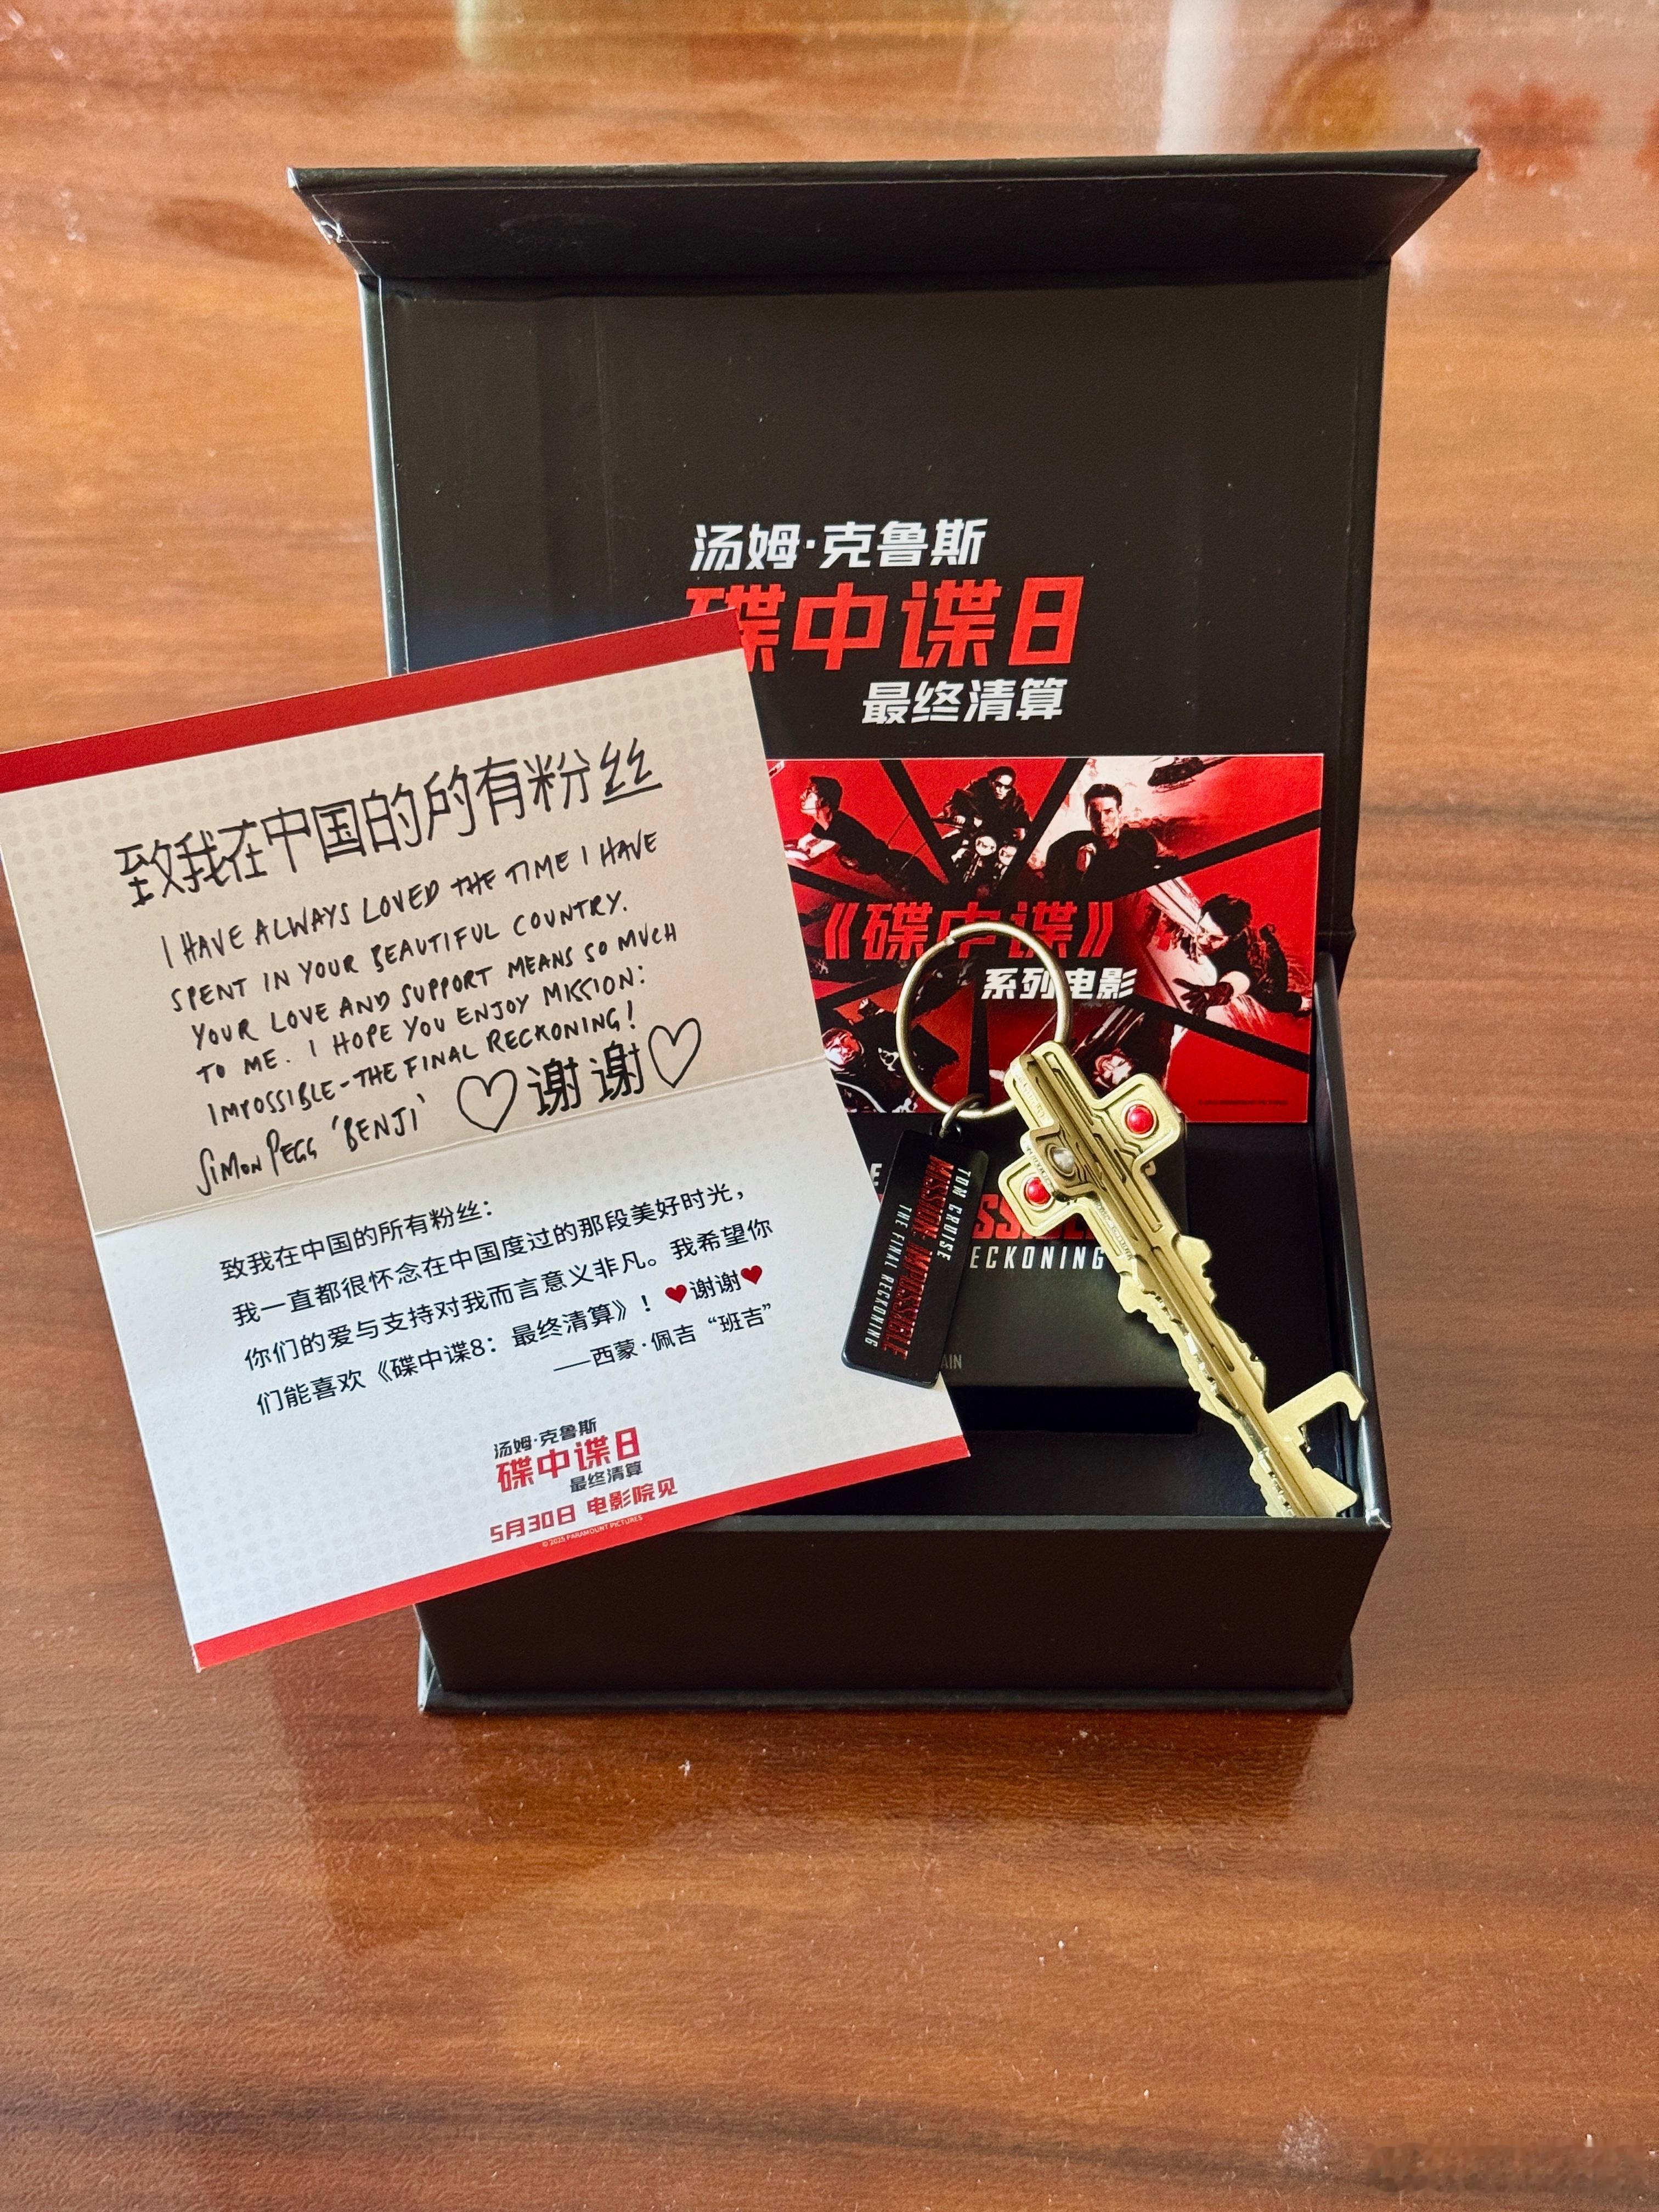 汤姆·克鲁斯
碟中谍8
最终清算
致我在中国的所有粉丝
I HAVE ALWAYS LOVED THE TIME I HAVE
SPENT IN YOUR BEAUTIFUL COUNTRY.
YOUR LOVE AND SUPPORT MEANS SO MUCH
TO ME. I HOPE YOU ENJOY MISSION:
IMPOSSIBLE-THE FINAL RECKONING!
SIMON PEGG 'BENJI' ♡谢谢♡
致我在中国的所有粉丝：
我一直都很怀念在中国度过的那段美好时光，
你们的爱与支持对我而言意义非凡。我希望你
们能喜欢《碟中谍8：最终清算》！❤谢谢❤
——西蒙·佩吉“班吉”
汤姆·克鲁斯
碟中谍8
最终清算
5月30日 电影院见
© 2025 PARAMOUNT PICTURES
《碟中谍》
系列电影
TOM CRUISE
MISSION: IMPOSSIBLE
THE FINAL RECKONING
ECKONING